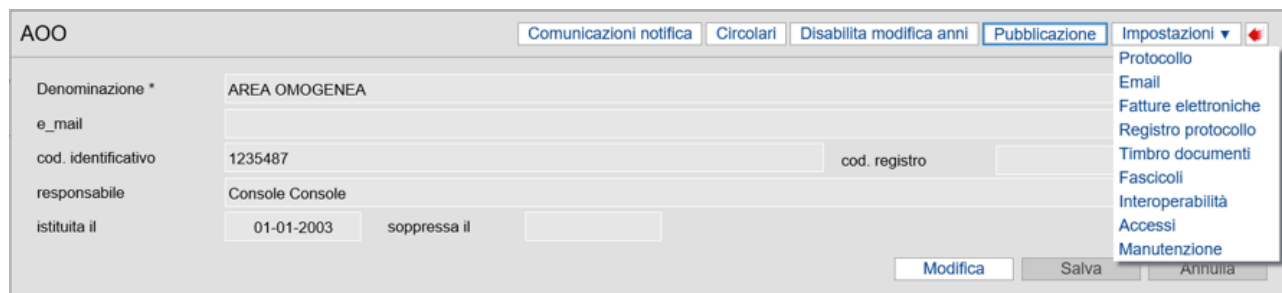 AOO Comunicazioni notifica Circolari Disabilita modifica anni Pubblicazione Impostazioni ▼
Protocollo
Email
Fatture elettroniche
Registro protocollo
Timbro documenti
Fascicoli
Interoperabilità
Accessi
Manutenzione
Denominazione * AREA OMOGENEA
e_mail
cod. identificativo 1235487 cod. registro
responsabile Console Console
istituita il 01-01-2003 soppressa il
Modifica Salva Annulla